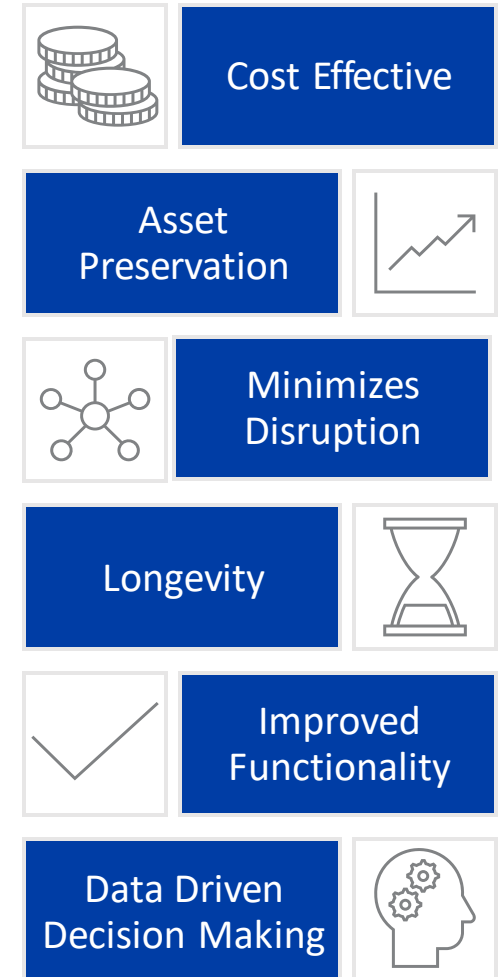 Cost Effective
Asset
Preservation
Minimizes
Disruption
Longevity
Improved
Functionality
Data Driven
Decision Making